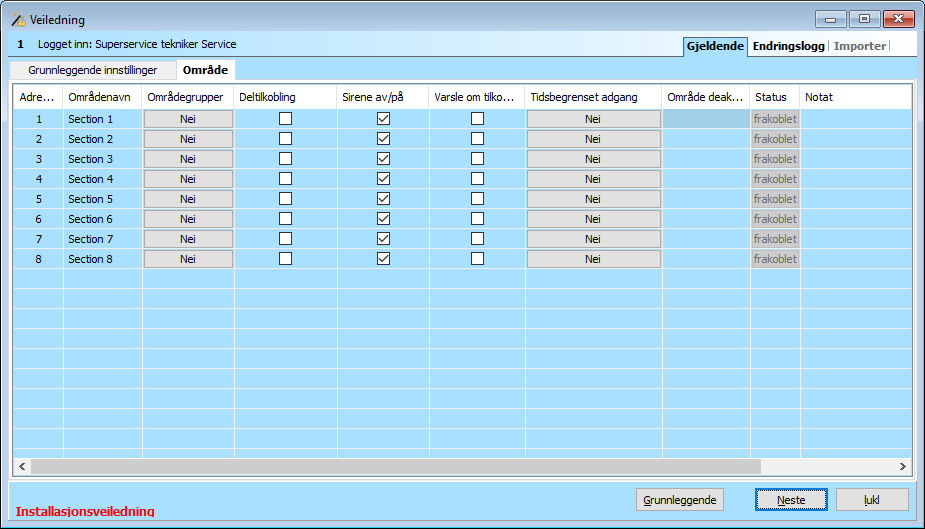 Veiledning
1 Logget inn: Superservice tekniker Service
Gjeldende Endringslogg Importer
Grunnleggende innstillinger Område
Adre... Områdenavn Områdegrupper Deltilkobling Sirene av/på Varsle om tilko... Tidsbegrenset adgang Område deak... Status Notat
1 Section 1 Nei Nei frakoblet
2 Section 2 Nei Nei frakoblet
3 Section 3 Nei Nei frakoblet
4 Section 4 Nei Nei frakoblet
5 Section 5 Nei Nei frakoblet
6 Section 6 Nei Nei frakoblet
7 Section 7 Nei Nei frakoblet
8 Section 8 Nei Nei frakoblet
Grunnleggende Neste lukl
Installasjonsveiledning